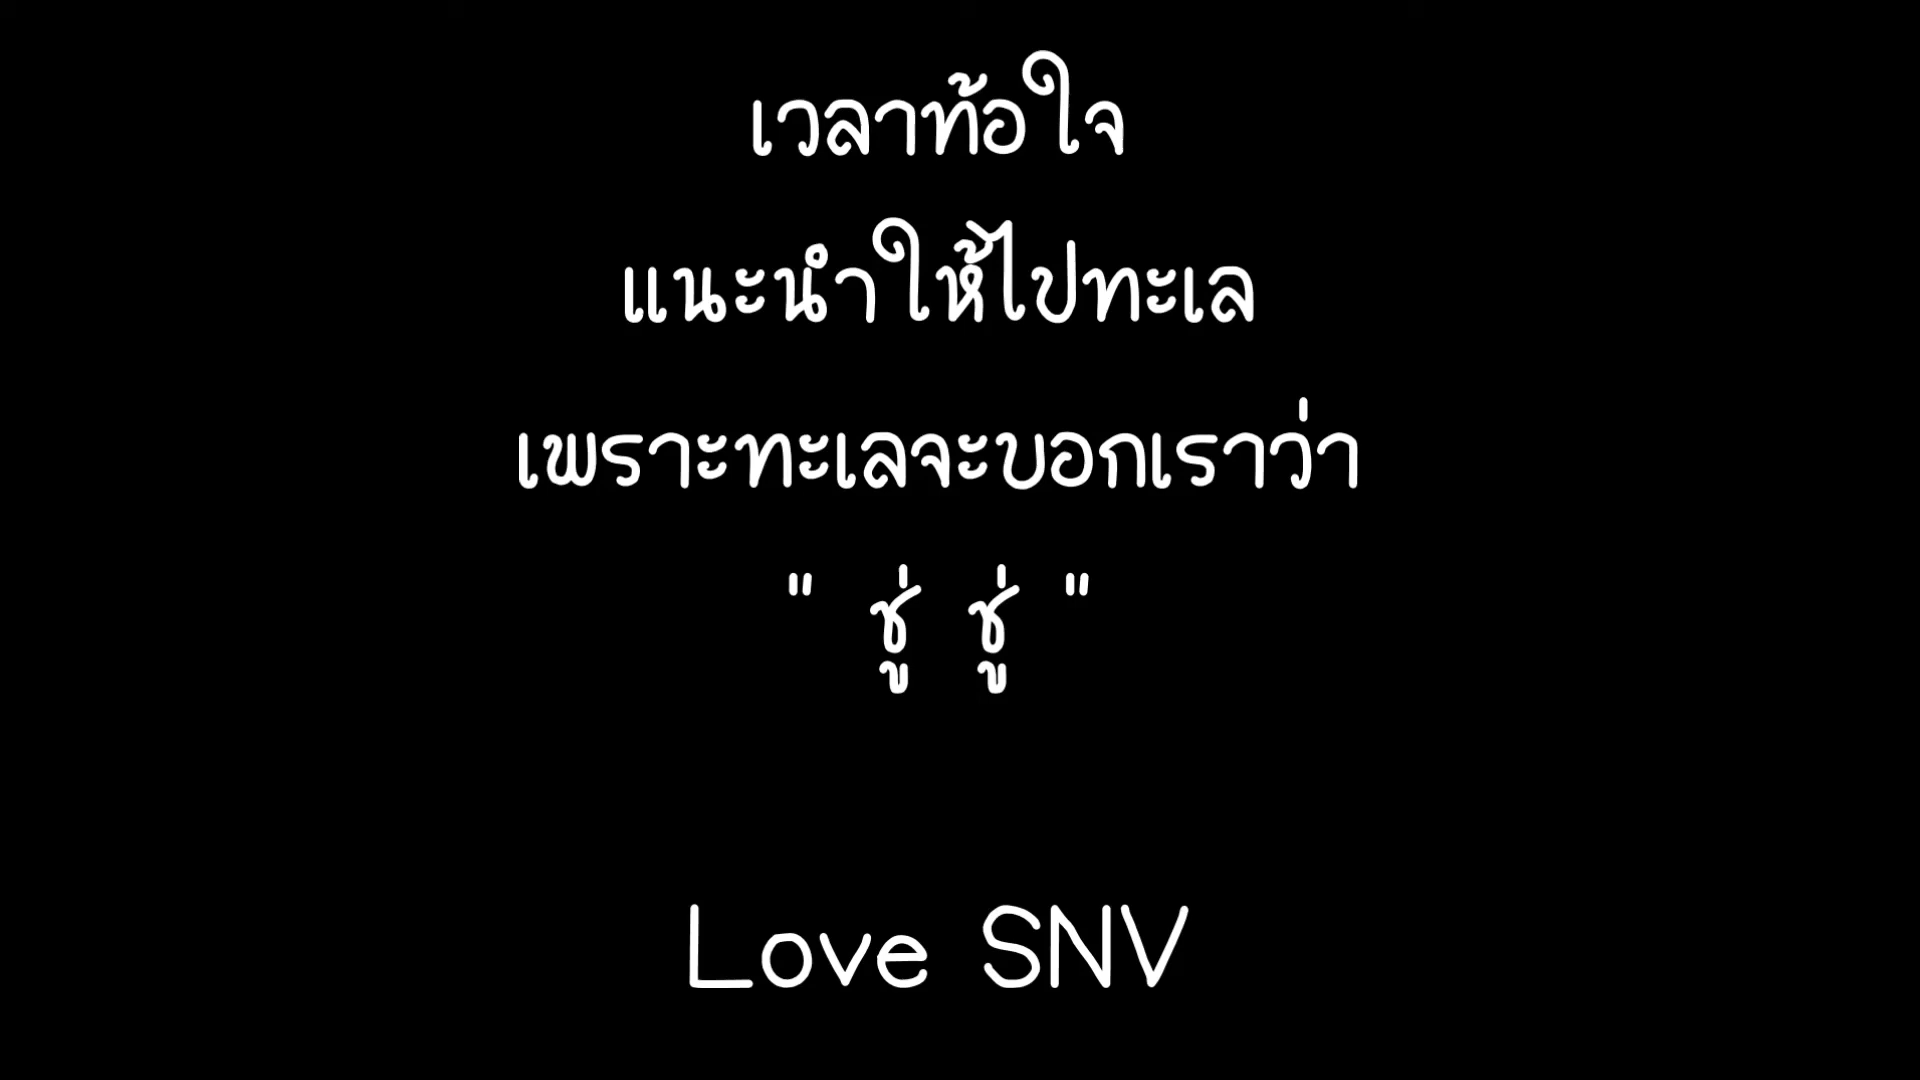 เวลาท้อใจ
แนะนำให้ไปทะเล
เพราะทะเลจะบอกเราว่า
" ชู่ ชู่ "
Love SNV